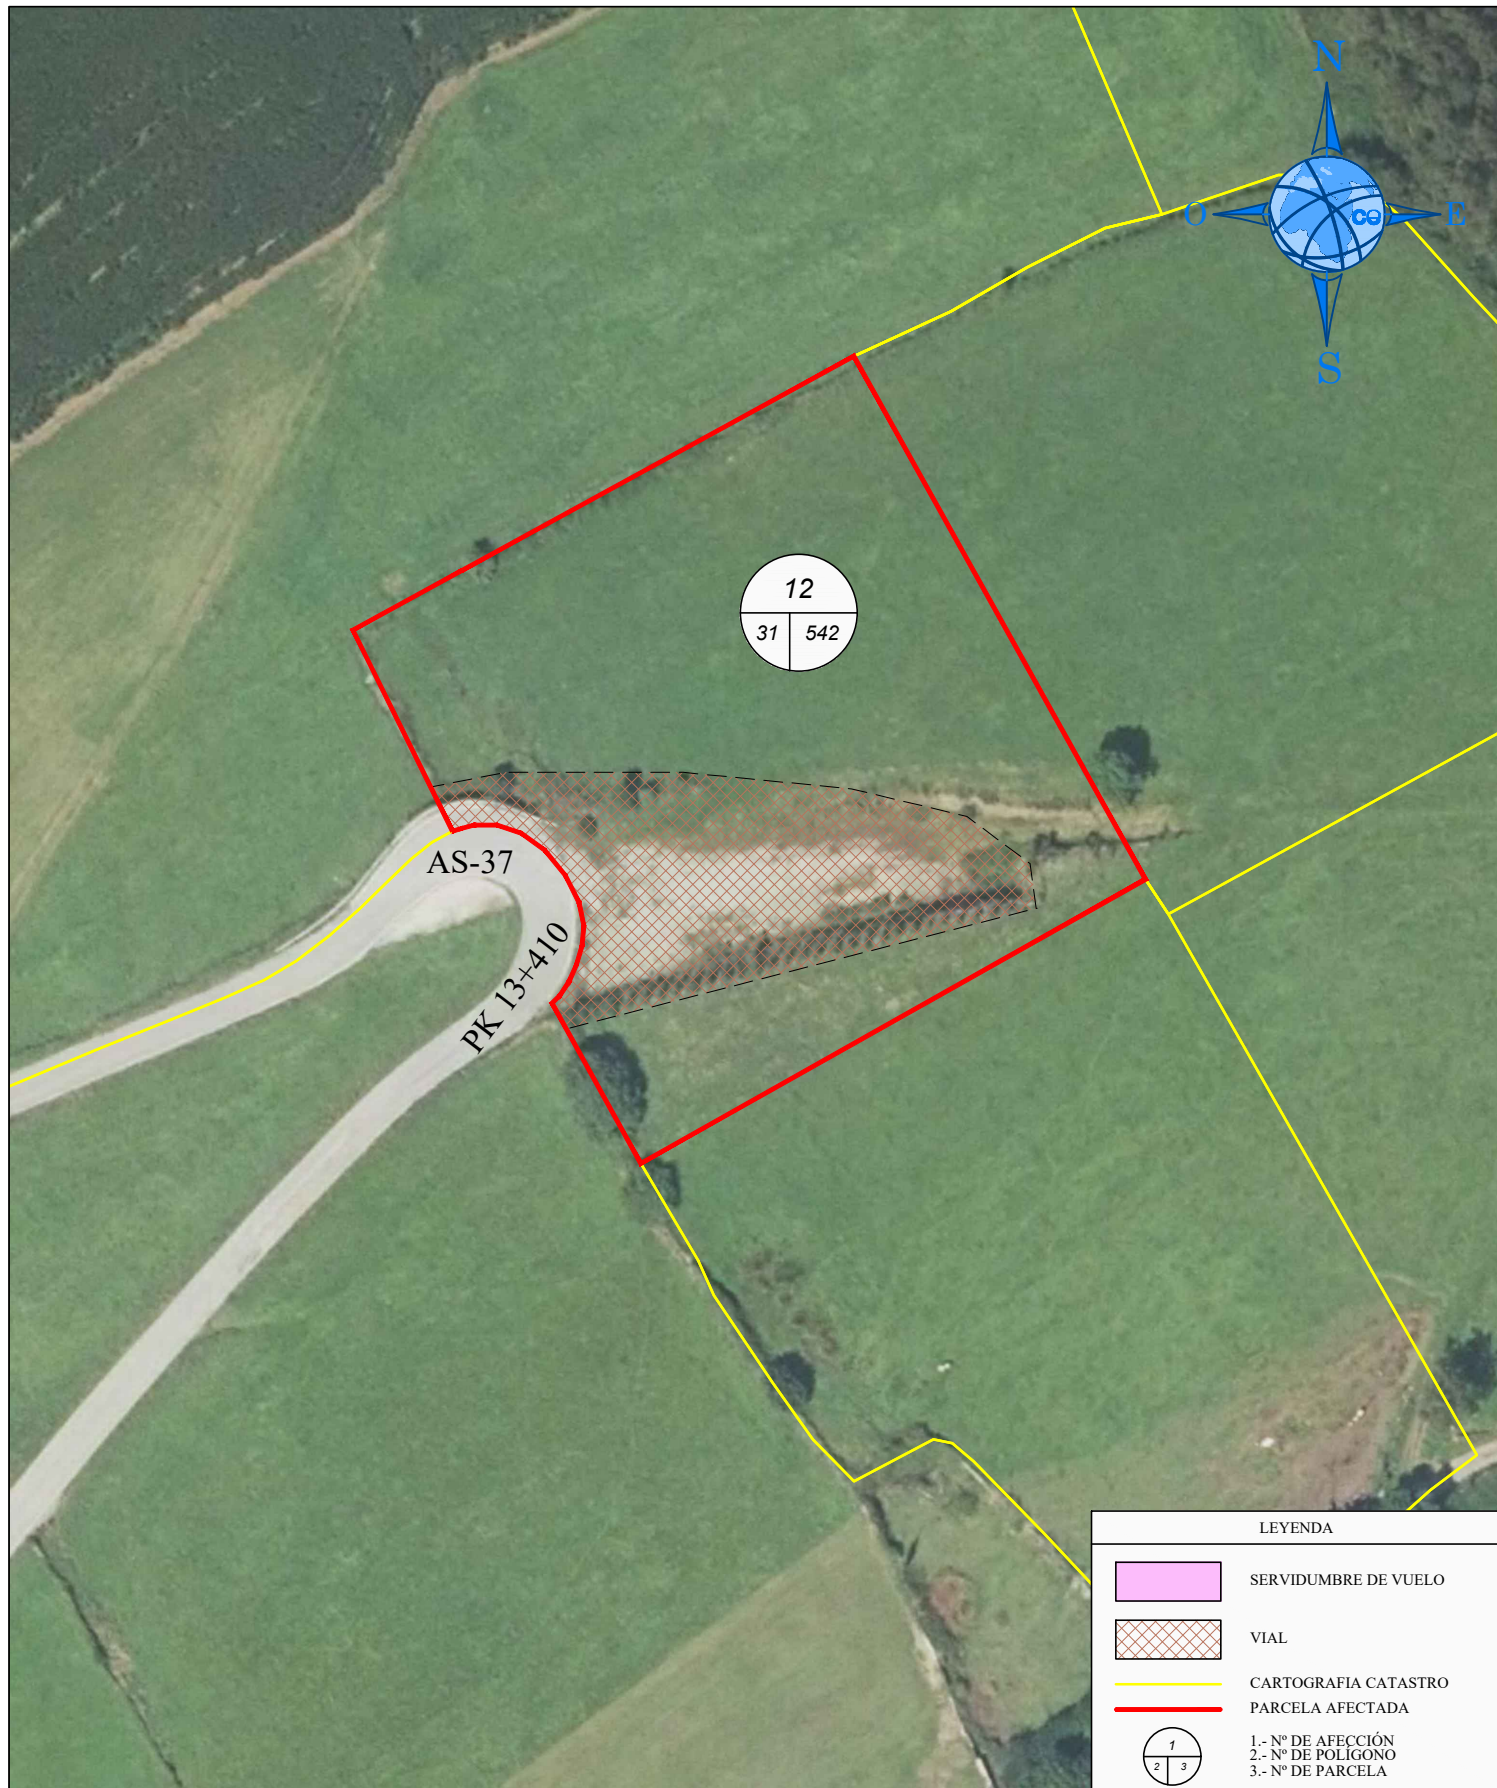 N
O
co
E
S
12
31 542
AS-37
PK 13+410
LEYENDA
SERVIDUMBRE DE VUELO
VIAL
CARTOGRAFIA CATASTRO
PARCELA AFECTADA
1
2 3
1.- Nº DE AFECCIÓN
2.- Nº DE POLÍGONO
3.- Nº DE PARCELA